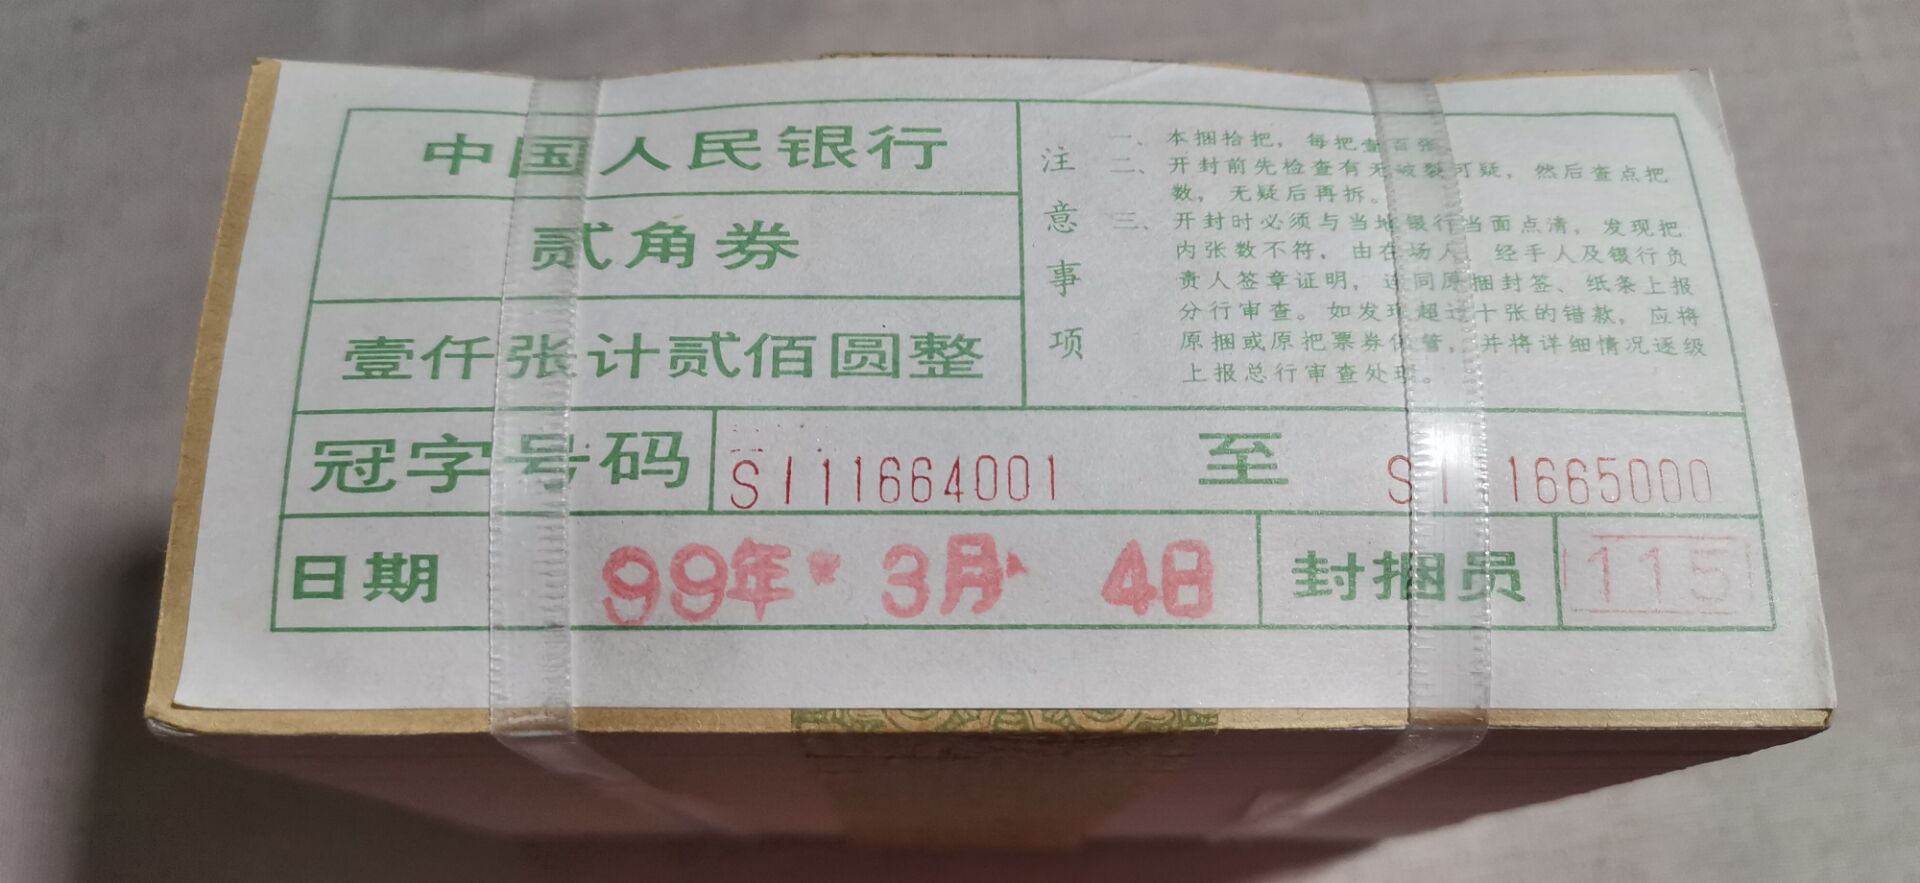 中国人民银行
贰角券
壹仟张计贰佰圆整
注意事项
一、本捆拾把，每把壹百张。
二、开封前先检查有无破裂可疑，然后查点把
数，无疑后再拆。
三、开封时必须与当地银行当面点清，发现把
内张数不符，由在场人、经手人及银行负
责人签章证明，连同原捆封签、纸条上报
分行审查。如发现超过十张的错款，应将
原捆或原把票券保管，并将详细情况逐级
上报总行审查处理。
冠字号码 SI11664001 至 SI11665000
日期 99年 3月 4日 封捆员 115